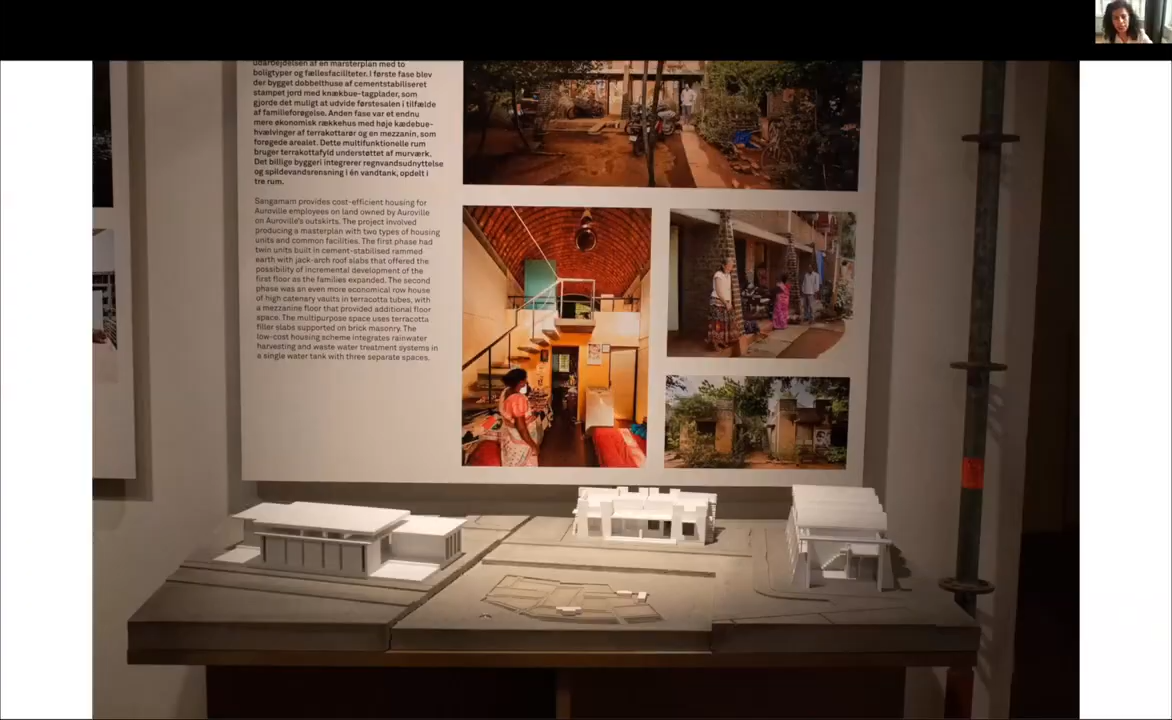 udarbejdelsen af en marsterplan med to
boligtyper og fællesfaciliteter. I første fase blev
der bygget dobbelthuse af cementstabiliseret
stampet jord med knækbue-tagplader, som
gjorde det muligt at udvide førstesalen i tilfælde
af familieforøgelse. Anden fase var et endnu
mere økonomisk rækkehus med høje kædebue-
hvælvinger af terrakottarør og en mezzanin, som
forøgede arealet. Dette multifunktionelle rum
bruger terrakottafyld understøttet af murværk.
Det billige byggeri integrerer regnvandsudnyttelse
og spildevandsrensning i én vandtank, opdelt i
tre rum.
Sangamam provides cost-efficient housing for
Auroville employees on land owned by Auroville
on Auroville's outskirts. The project involved
producing a masterplan with two types of housing
units and common facilities. The first phase had
twin units built in cement-stabilised rammed
earth with jack-arch roof slabs that offered the
possibility of incremental development of the
first floor as the families expanded. The second
phase was an even more economical row house
of high catenary vaults in terracotta tubes, with
a mezzanine floor that provided additional floor
space. The multipurpose space uses terracotta
filler slabs supported on brick masonry. The
low-cost housing scheme integrates rainwater
harvesting and waste water treatment systems in
a single water tank with three separate spaces.